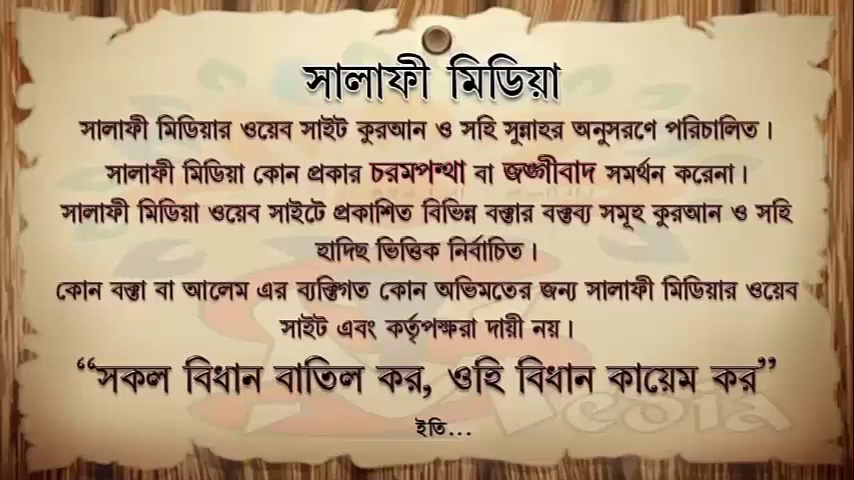 সালাফী মিডিয়া
সালাফী মিডিয়ার ওয়েব সাইট কুরআন ও সহি সুন্নাহর অনুসরণে পরিচালিত।
সালাফী মিডিয়া কোন প্রকার চরমপন্থা বা জঙ্গীবাদ সমর্থন করেনা।
সালাফী মিডিয়া ওয়েব সাইটে প্রকাশিত বিভিন্ন বক্তার বক্তব্য সমূহ কুরআন ও সহি
হাদিছ ভিত্তিক নির্বাচিত।
কোন বক্তা বা আলেম এর ব্যক্তিগত কোন অভিমতের জন্য সালাফী মিডিয়ার ওয়েব
সাইট এবং কর্তৃপক্ষরা দায়ী নয়।
“সকল বিধান বাতিল কর, ওহি বিধান কায়েম কর”
ইতি...